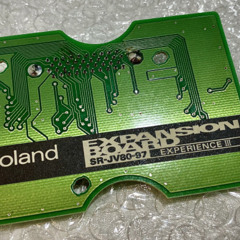 Roland
EXPANSION
BOARD
SR-JV80-97
EXPERIENCE II